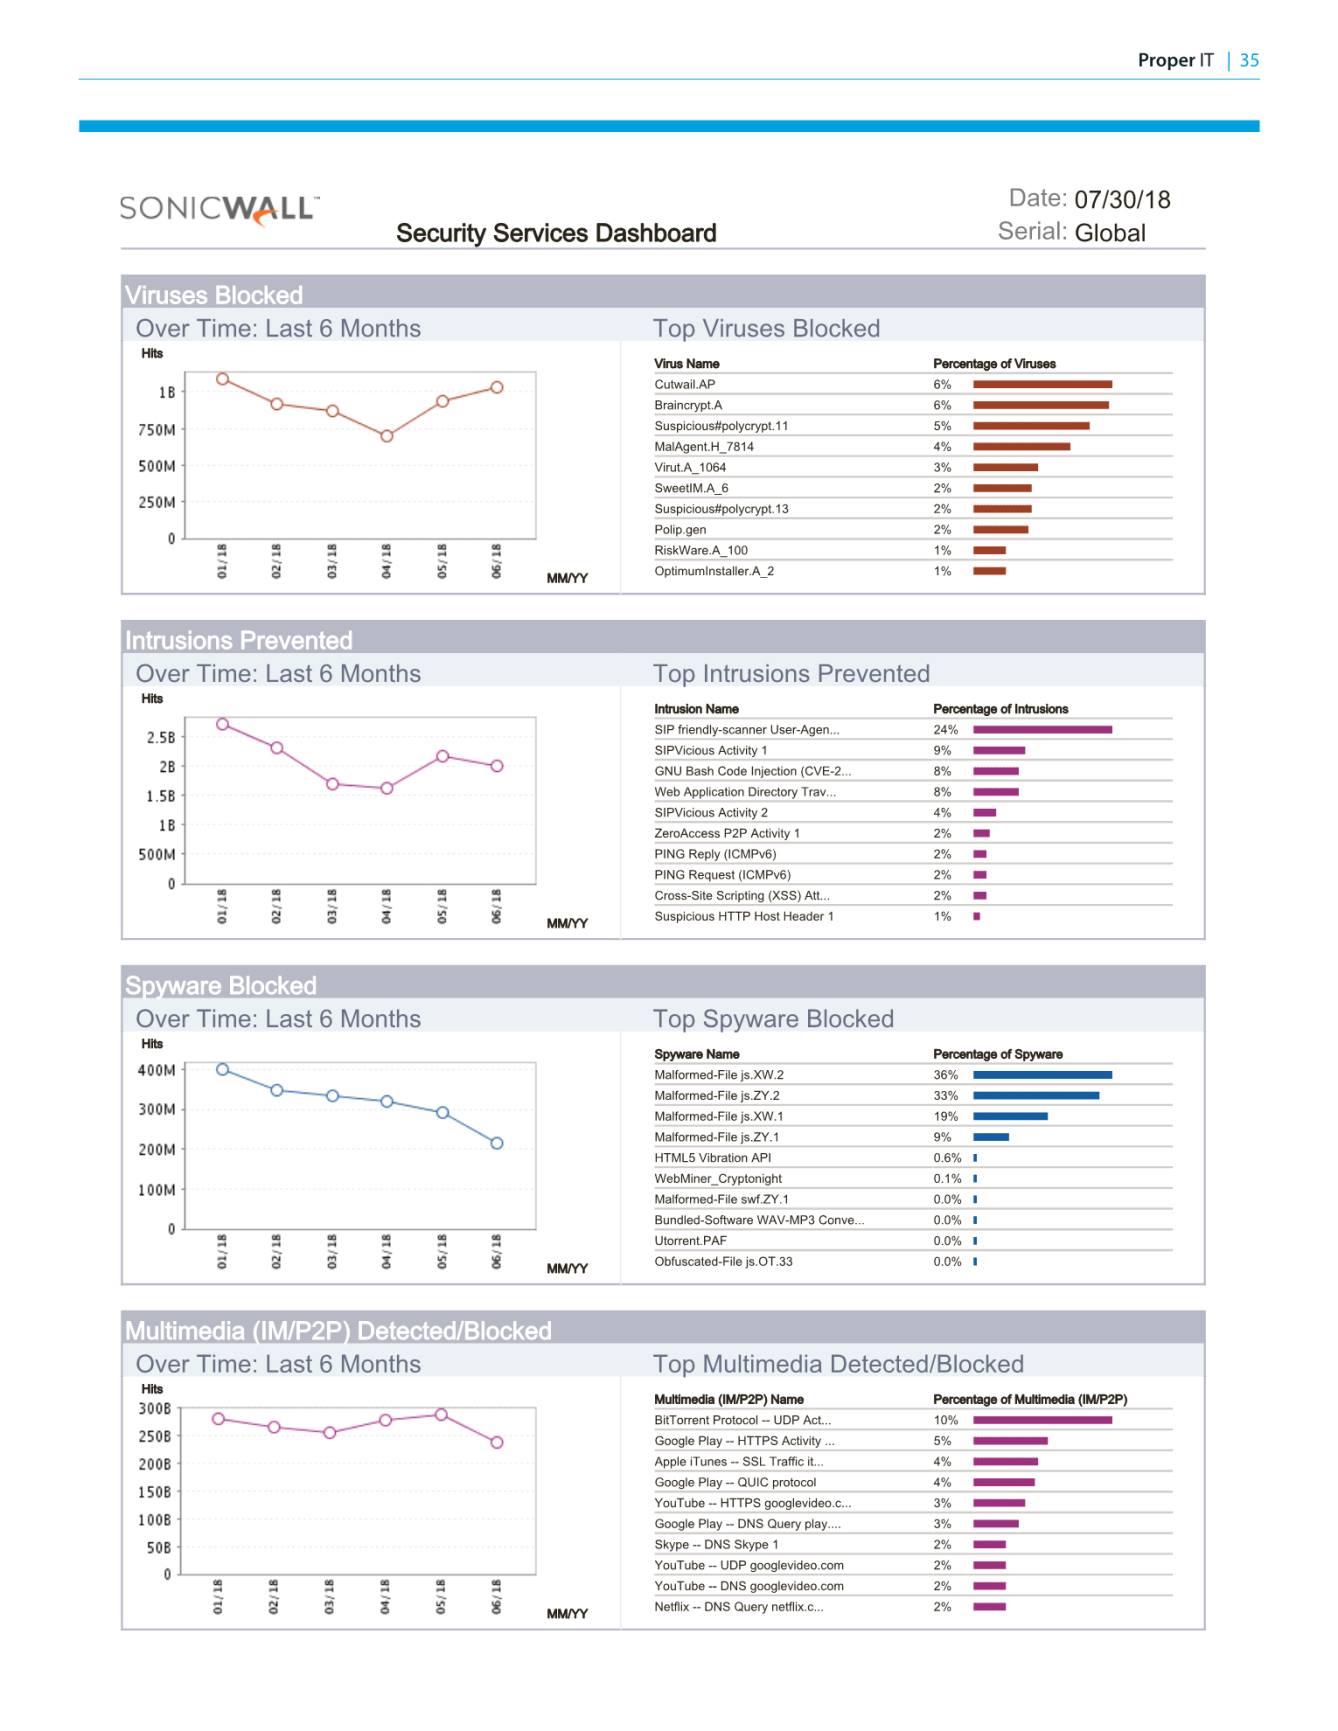 Proper IT | 35
SONICWALL™
Security Services Dashboard
Date: 07/30/18
Serial: Global
Viruses Blocked
Over Time: Last 6 Months
Hits
1B
750M
500M
250M
0
01/18 02/18 03/18 04/18 05/18 06/18
MM/YY
Top Viruses Blocked
Virus Name Percentage of Viruses
Cutwail.AP 6%
Braincrypt.A 6%
Suspicious#polycrypt.11 5%
MalAgent.H_7814 4%
Virut.A_1064 3%
SweetIM.A_6 2%
Suspicious#polycrypt.13 2%
Polip.gen 2%
RiskWare.A_100 1%
OptimumInstaller.A_2 1%
Intrusions Prevented
Over Time: Last 6 Months
Hits
2.5B
2B
1.5B
1B
500M
0
01/18 02/18 03/18 04/18 05/18 06/18
MM/YY
Top Intrusions Prevented
Intrusion Name Percentage of Intrusions
SIP friendly-scanner User-Agen... 24%
SIPVicious Activity 1 9%
GNU Bash Code Injection (CVE-2... 8%
Web Application Directory Trav... 8%
SIPVicious Activity 2 4%
ZeroAccess P2P Activity 1 2%
PING Reply (ICMPv6) 2%
PING Request (ICMPv6) 2%
Cross-Site Scripting (XSS) Att... 2%
Suspicious HTTP Host Header 1 1%
Spyware Blocked
Over Time: Last 6 Months
Hits
400M
300M
200M
100M
0
01/18 02/18 03/18 04/18 05/18 06/18
MM/YY
Top Spyware Blocked
Spyware Name Percentage of Spyware
Malformed-File js.XW.2 36%
Malformed-File js.ZY.2 33%
Malformed-File js.XW.1 19%
Malformed-File js.ZY.1 9%
HTML5 Vibration API 0.6%
WebMiner_Cryptonight 0.1%
Malformed-File swf.ZY.1 0.0%
Bundled-Software WAV-MP3 Conve... 0.0%
Utorrent.PAF 0.0%
Obfuscated-File js.OT.33 0.0%
Multimedia (IM/P2P) Detected/Blocked
Over Time: Last 6 Months
Hits
300B
250B
200B
150B
100B
50B
0
01/18 02/18 03/18 04/18 05/18 06/18
MM/YY
Top Multimedia Detected/Blocked
Multimedia (IM/P2P) Name Percentage of Multimedia (IM/P2P)
BitTorrent Protocol -- UDP Act... 10%
Google Play -- HTTPS Activity ... 5%
Apple iTunes -- SSL Traffic it... 4%
Google Play -- QUIC protocol 4%
YouTube -- HTTPS googlevideo.c... 3%
Google Play -- DNS Query play.... 3%
Skype -- DNS Skype 1 2%
YouTube -- UDP googlevideo.com 2%
YouTube -- DNS googlevideo.com 2%
Netflix -- DNS Query netflix.c... 2%